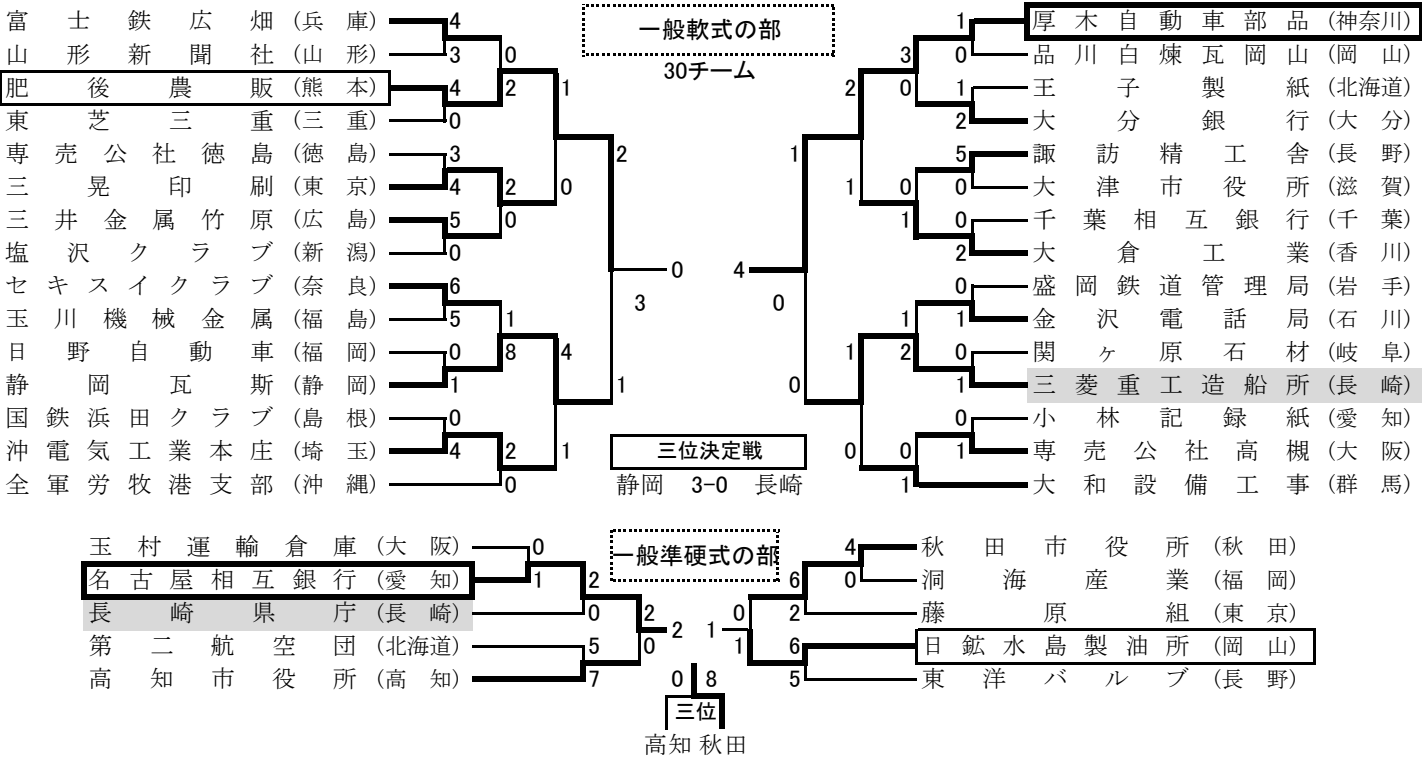 一般軟式の部
30チーム
富士鉄広畑 (兵庫) 4
山形新聞社 (山形) 3
0
肥後農販 (熊本) 4
2
1
東芝三重 (三重) 0
専売公社徳島 (徳島) 3
2
三晃印刷 (東京) 4
2
0
三井金属竹原 (広島) 5
0
塩沢クラブ (新潟) 0
0
セキスイクラブ (奈良) 6
3
玉川機械金属 (福島) 5
1
日野自動車 (福岡) 0
8
4
静岡瓦斯 (静岡) 1
1
国鉄浜田クラブ (島根) 0
沖電気工業本庄 (埼玉) 4
2
1
全軍労牧港支部 (沖縄)
0
1 厚木自動車部品 (神奈川)
3
0 品川白煉瓦岡山 (岡山)
2
0
1 王子製紙 (北海道)
2 大分銀行 (大分)
1
5 諏訪精工舎 (長野)
1
0
0 大津市役所 (滋賀)
1
0 千葉相互銀行 (千葉)
2 大倉工業 (香川)
4
0 盛岡鉄道管理局 (岩手)
0
1
1 金沢電話局 (石川)
1
2
0 関ヶ原石材 (岐阜)
0
1 三菱重工造船所 (長崎)
0 小林記録紙 (愛知)
0
0
1 専売公社高槻 (大阪)
1 大和設備工事 (群馬)
三位決定戦
静岡 3-0 長崎
一般準硬式の部
玉村運輸倉庫 (大阪) 0
名古屋相互銀行 (愛知) 1
2
長崎県庁 (長崎)
0
2
2
第二航空団 (北海道) 5
0
高知市役所 (高知) 7
4 秋田市役所 (秋田)
6
0 洞海産業 (福岡)
0
2 藤原組 (東京)
1
1
6 日鉱水島製油所 (岡山)
5 東洋バルブ (長野)
0 8
三位
高知 秋田